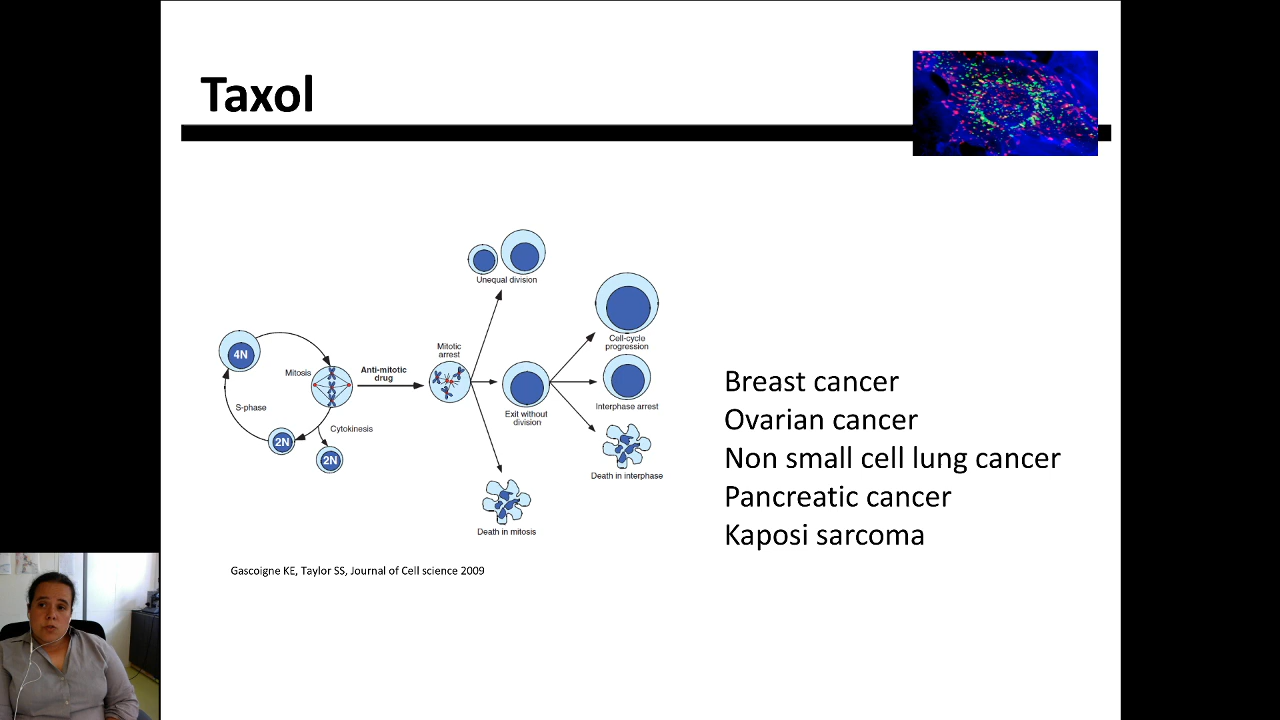 Taxol
Unequal division
Cell-cycle
progression
4N
Mitosis
Anti-mitotic
drug
Mitotic
arrest
S-phase
Cytokinesis
2N
2N
Exit without
division
Interphase arrest
Death in interphase
Death in mitosis
Breast cancer
Ovarian cancer
Non small cell lung cancer
Pancreatic cancer
Kaposi sarcoma
Gascoigne KE, Taylor SS, Journal of Cell science 2009